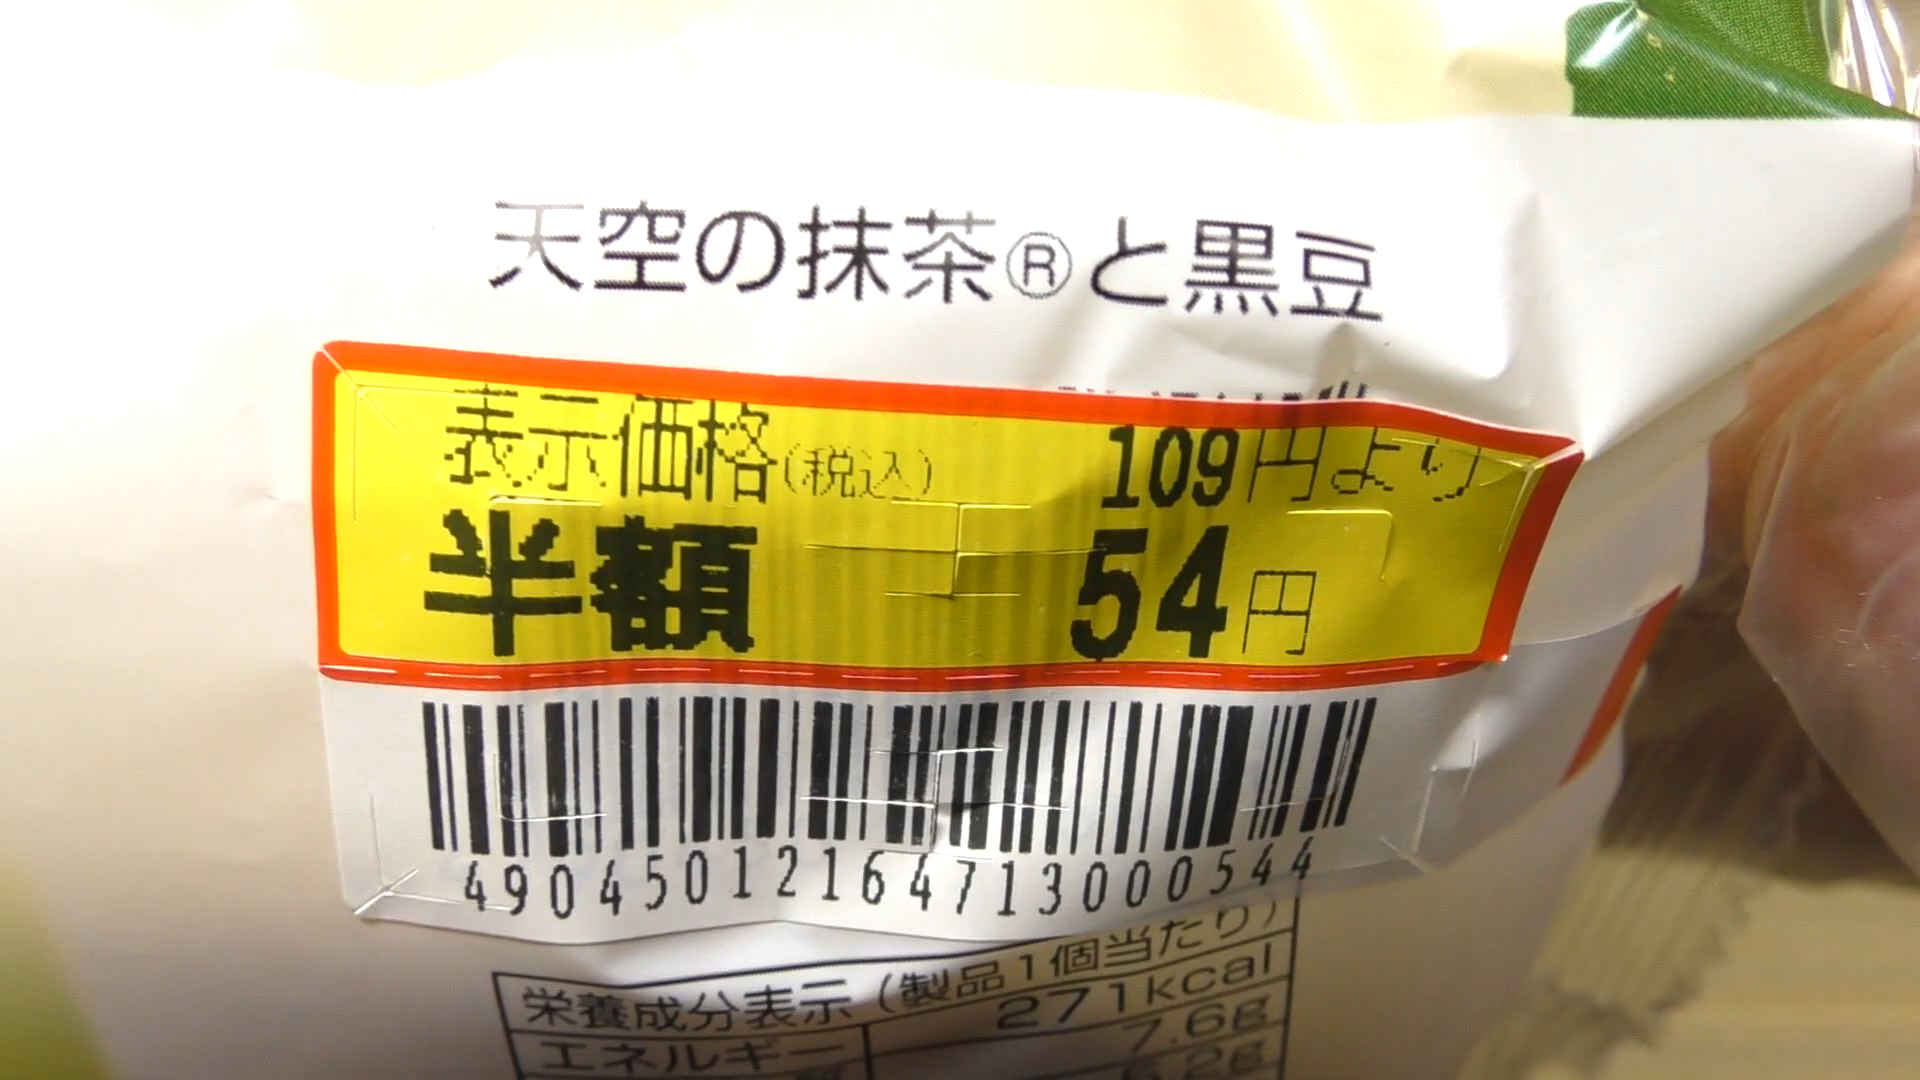 天空の抹茶®と黒豆
表示価格(税込) 109円より
半額 54円
49045012164713000544
栄養成分表示(製品1個当たり)
エネルギー 271kcal
7.6g